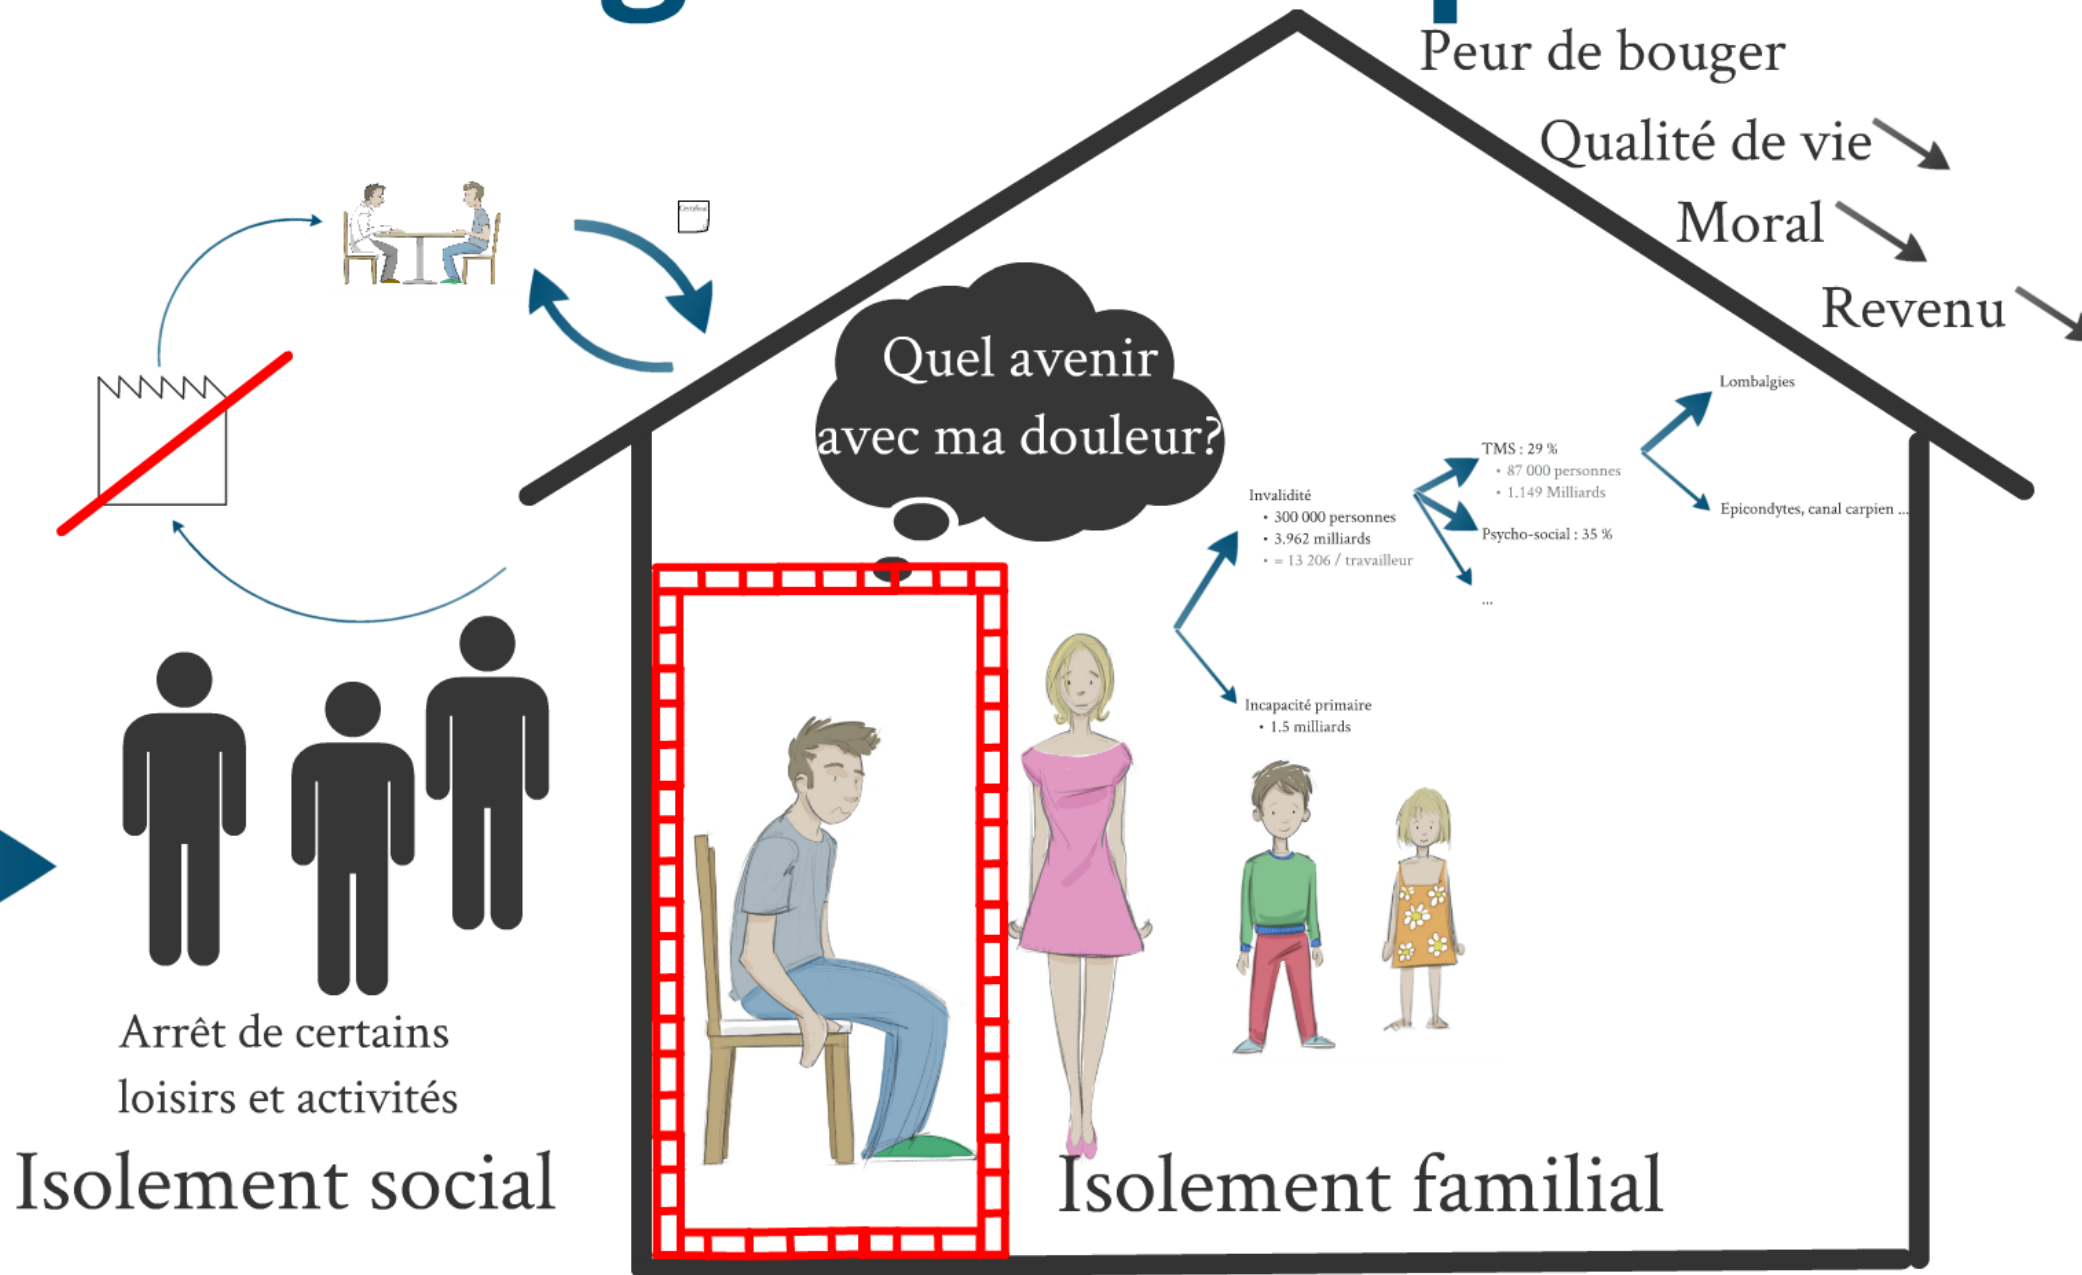 Peur de bouger
Qualité de vie
Moral
Revenu
Certificat
Quel avenir
avec ma douleur?
Lombalgies
TMS : 29 %
• 87 000 personnes
• 1.149 Milliards
Epicondytes, canal carpien ...
Psycho-social : 35 %
...
Invalidité
• 300 000 personnes
• 3.962 milliards
• = 13 206 / travailleur
Incapacité primaire
• 1.5 milliards
Arrêt de certains
loisirs et activités
Isolement social
Isolement familial